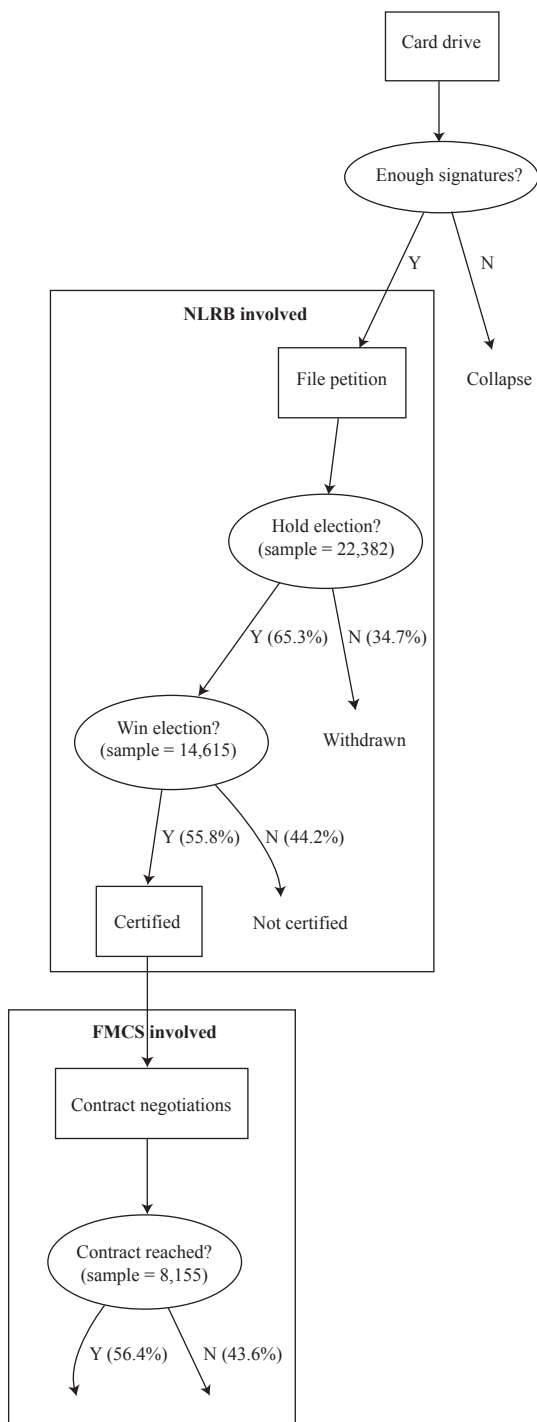 Card drive
Enough signatures?
Y
N
NLRB involved
File petition
Collapse
Hold election?
(sample = 22,382)
Y (65.3%)
N (34.7%)
Win election?
(sample = 14,615)
Withdrawn
Y (55.8%)
N (44.2%)
Certified
Not certified
FMCS involved
Contract negotiations
Contract reached?
(sample = 8,155)
Y (56.4%)
N (43.6%)